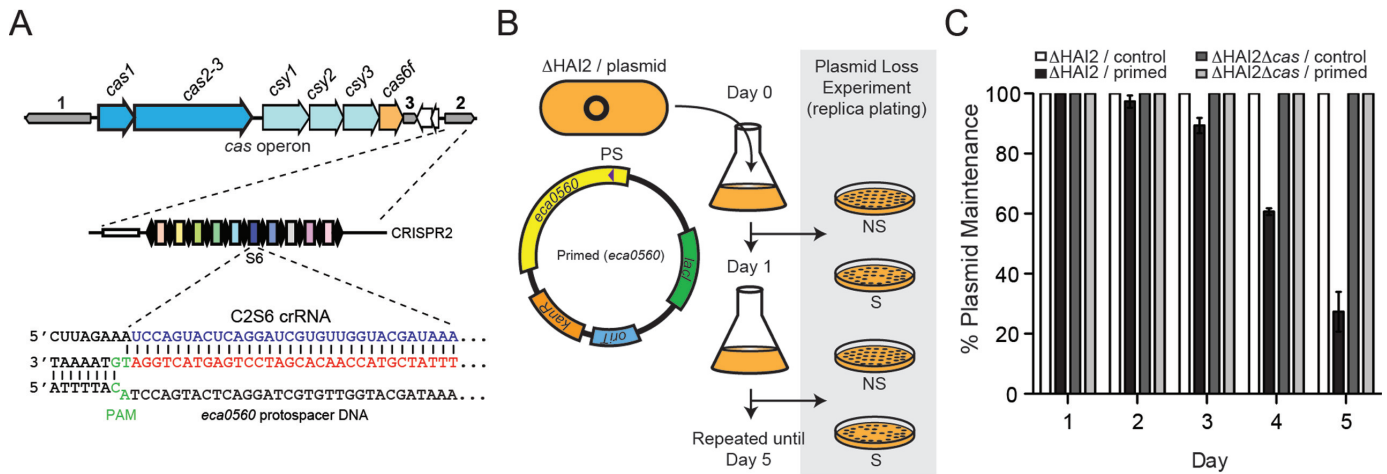 A
1
cas1
cas2-3
csy1
csy2
csy3
cas6f
3
2
cas operon
CRISPR2
S6
C2S6 crRNA
5’CUUAGAAAUCCAGUACUCAGGAUCGUGUUGGUACGAUAAA...
3’TAAAATGTAGGTCATGAGTCCTAGCACAACCATGCTATTT...
5’ATTTTACATCCAGTACTCAGGATCGTGTTGGTACGATAAA...
PAM
eca0560 protospacer DNA
B
ΔHAI2 / plasmid
PS
eca0560
Primed (eca0560)
lacI
kanR
oriT
Day 0
Day 1
Repeated until
Day 5
Plasmid Loss
Experiment
(replica plating)
NS
S
NS
S
C
ΔHAI2 / control
ΔHAI2 / primed
ΔHAI2Δcas / control
ΔHAI2Δcas / primed
% Plasmid Maintenance
100
80
60
40
20
0
1 2 3 4 5
Day